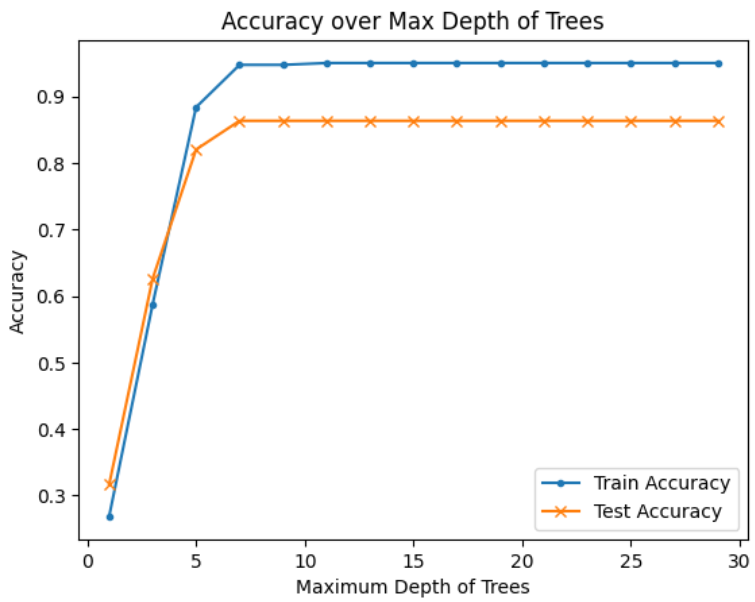 Accuracy over Max Depth of Trees
Accuracy
0.9
0.8
0.7
0.6
0.5
0.4
0.3
0 5 10 15 20 25 30
Maximum Depth of Trees
Train Accuracy
Test Accuracy